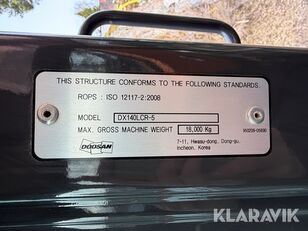 THIS STRUCTURE CONFORMS TO THE FOLLOWING STANDARDS.
ROPS : ISO 12117-2:2008
MODEL DX140LCR-5
MAX. GROSS MACHINE WEIGHT 18,000 Kg
DOOSAN
7-11, Hwasu-dong, Dong-gu,
Incheon, Korea
KLARAVIK